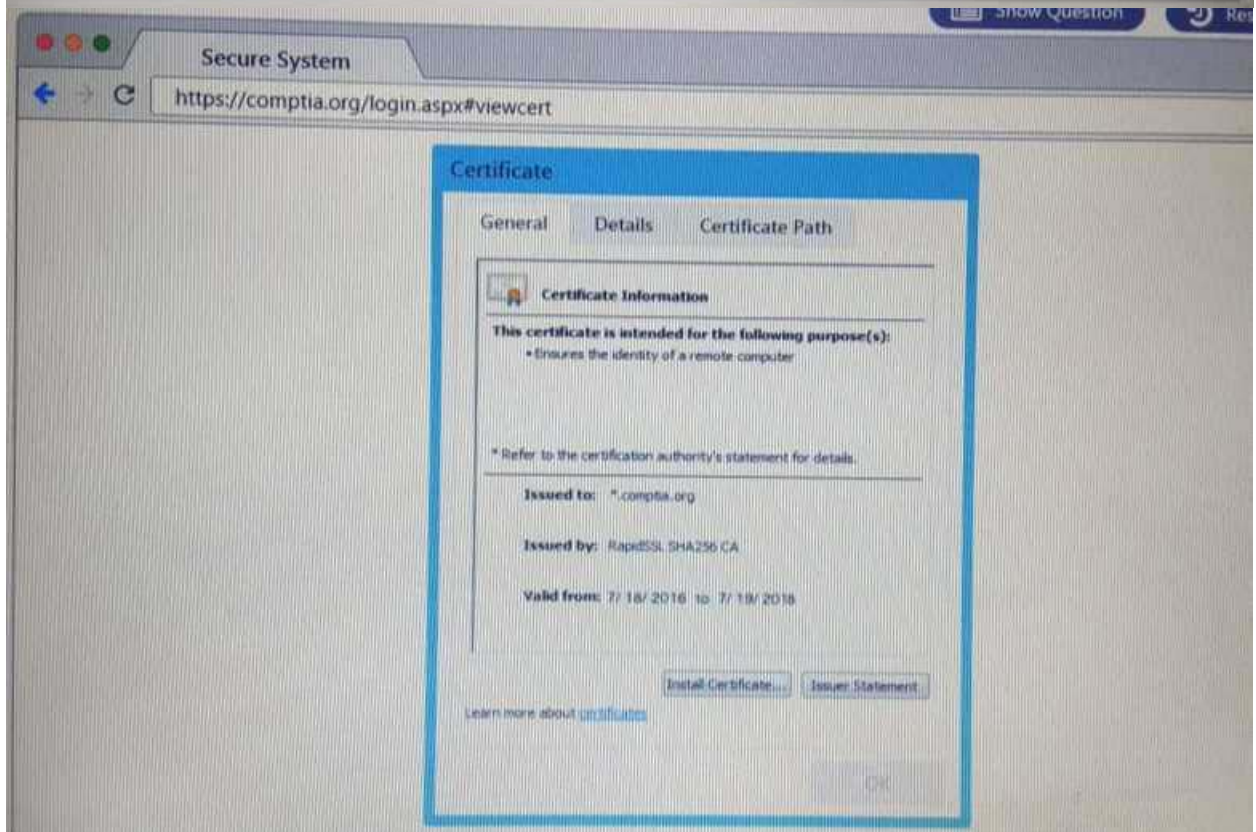 Show Question
Secure System
https://comptia.org/login.aspx#viewcert
Certificate
General Details Certificate Path
Certificate Information
This certificate is intended for the following purpose(s):
•Ensures the identity of a remote computer
* Refer to the certification authority's statement for details.
Issued to: *.comptia.org
Issued by: RapidSSL SHA256 CA
Valid from: 7/ 18/ 2016 to 7/ 19/ 2018
Install Certificate... Issuer Statement
Learn more about certificates
OK